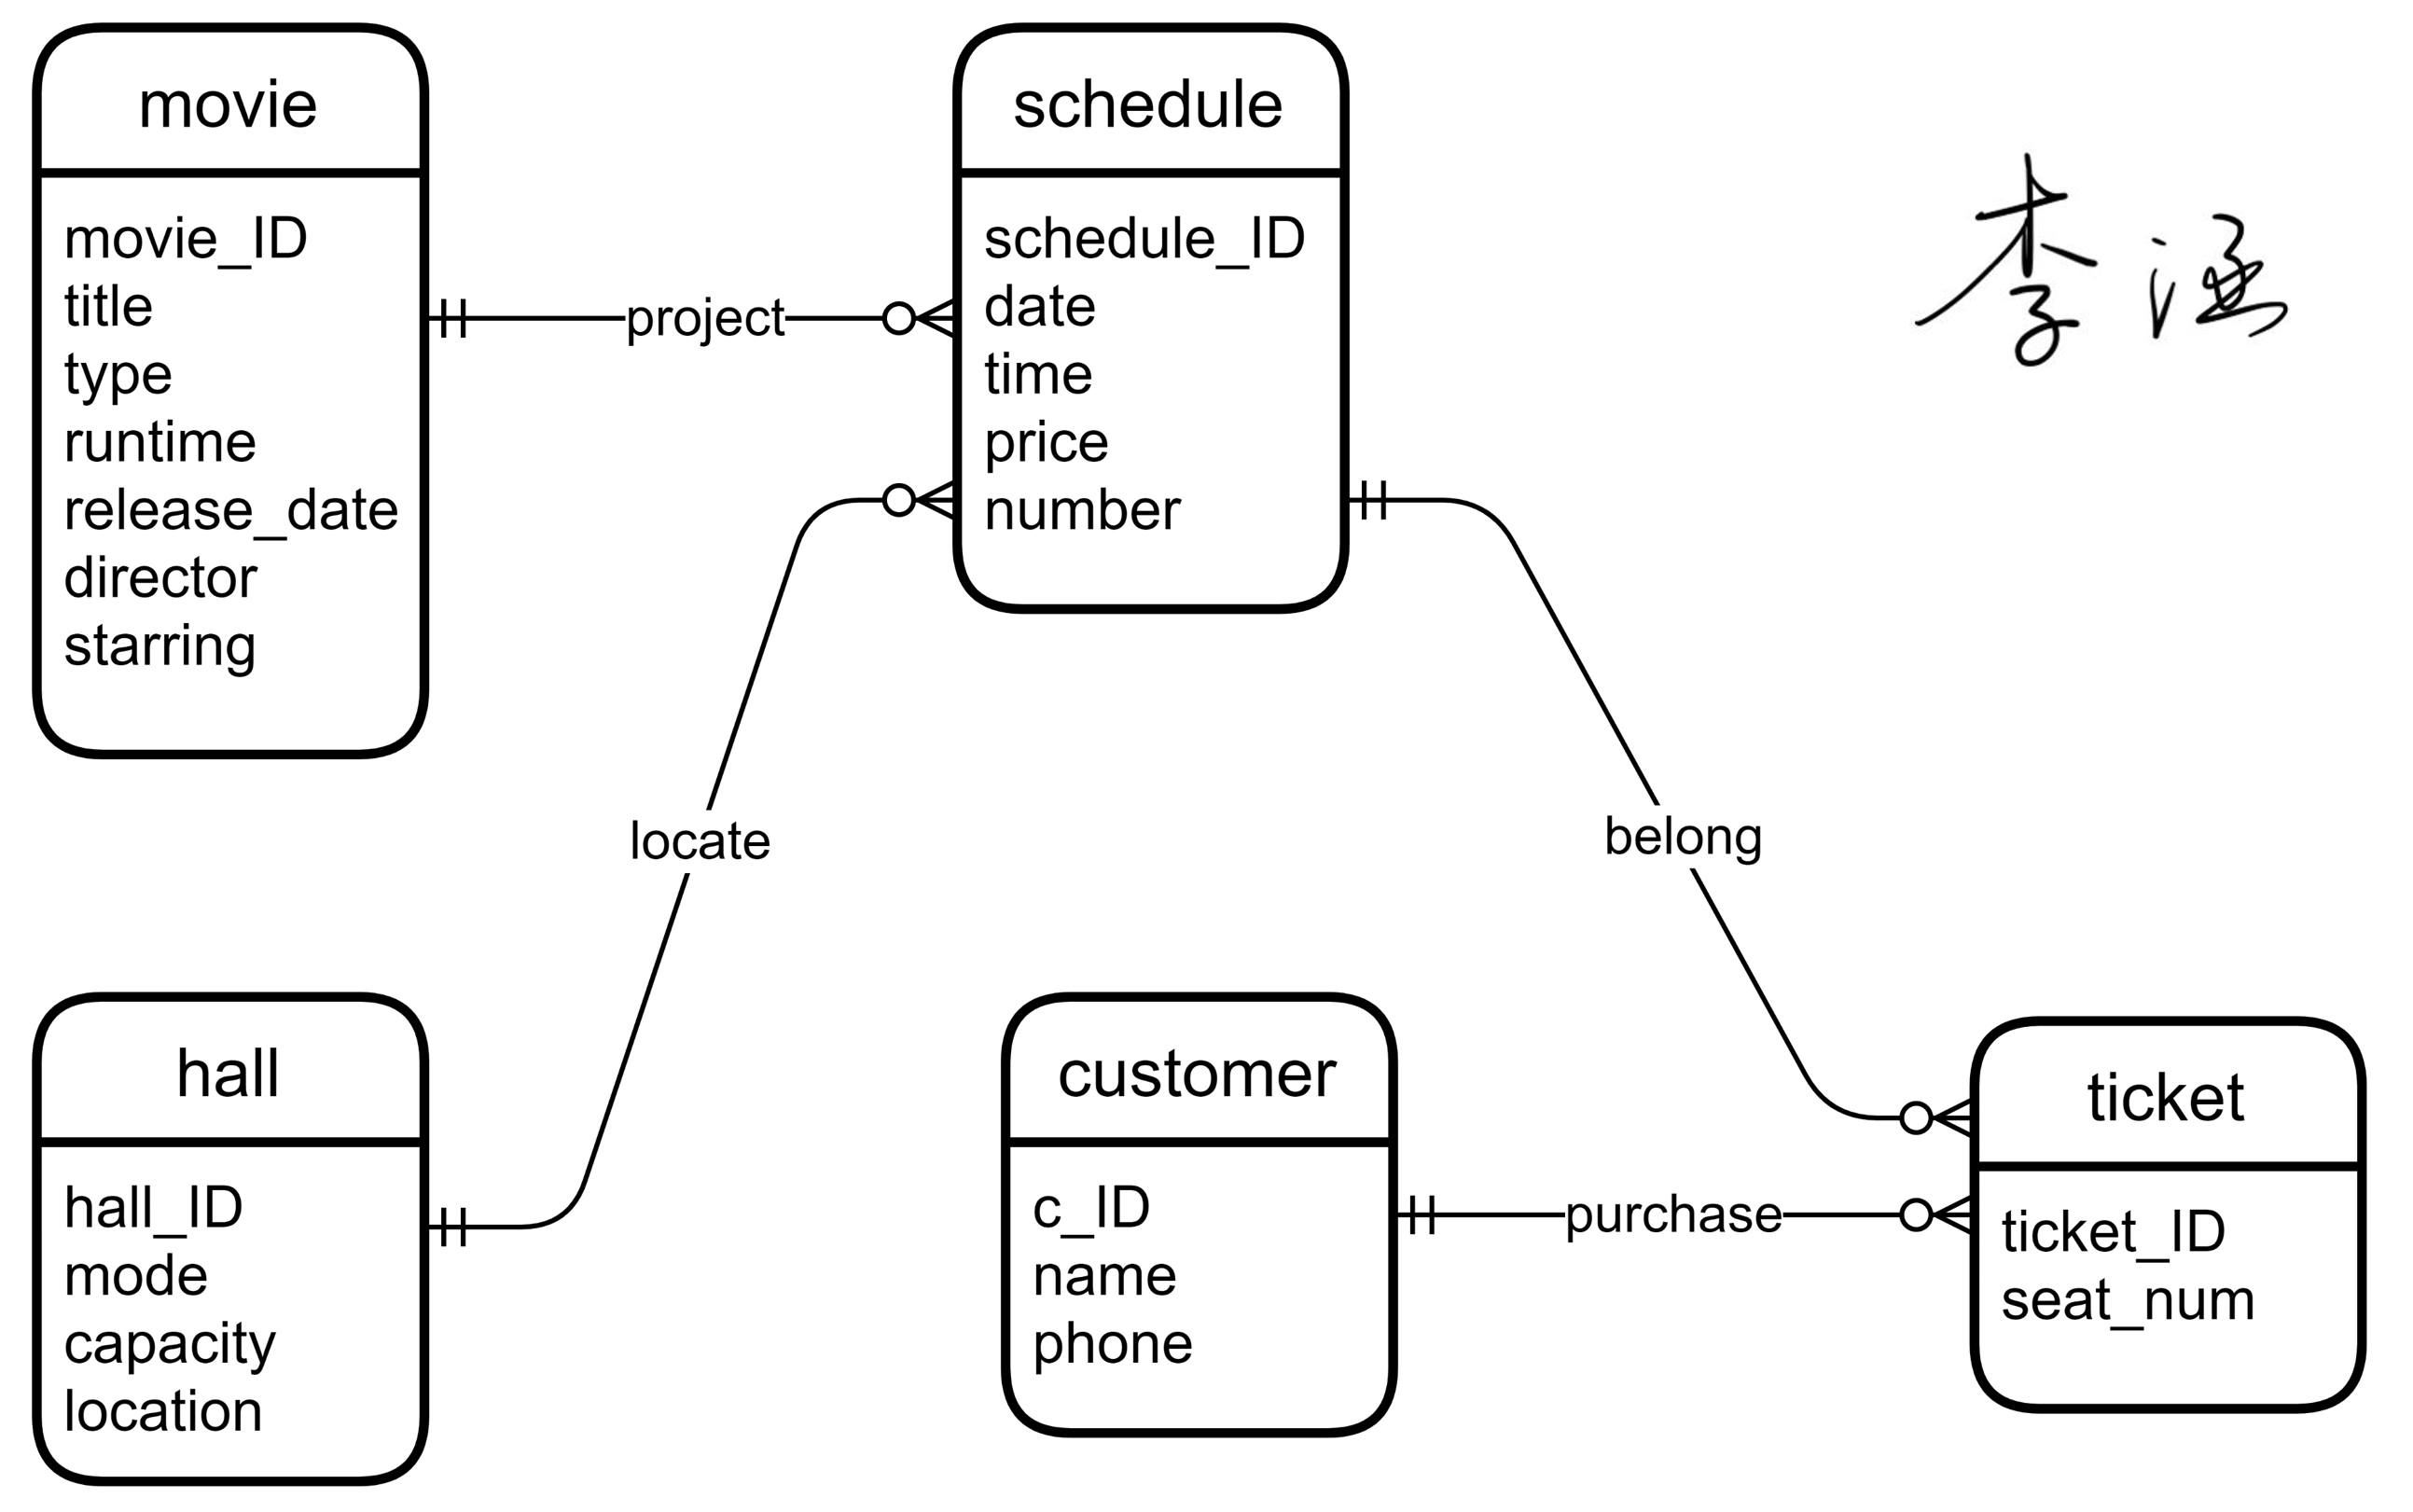 movie
movie_ID
title
type
runtime
release_date
director
starring
project
schedule
schedule_ID
date
time
price
number
李涵
locate
belong
hall
hall_ID
mode
capacity
location
customer
c_ID
name
phone
purchase
ticket
ticket_ID
seat_num